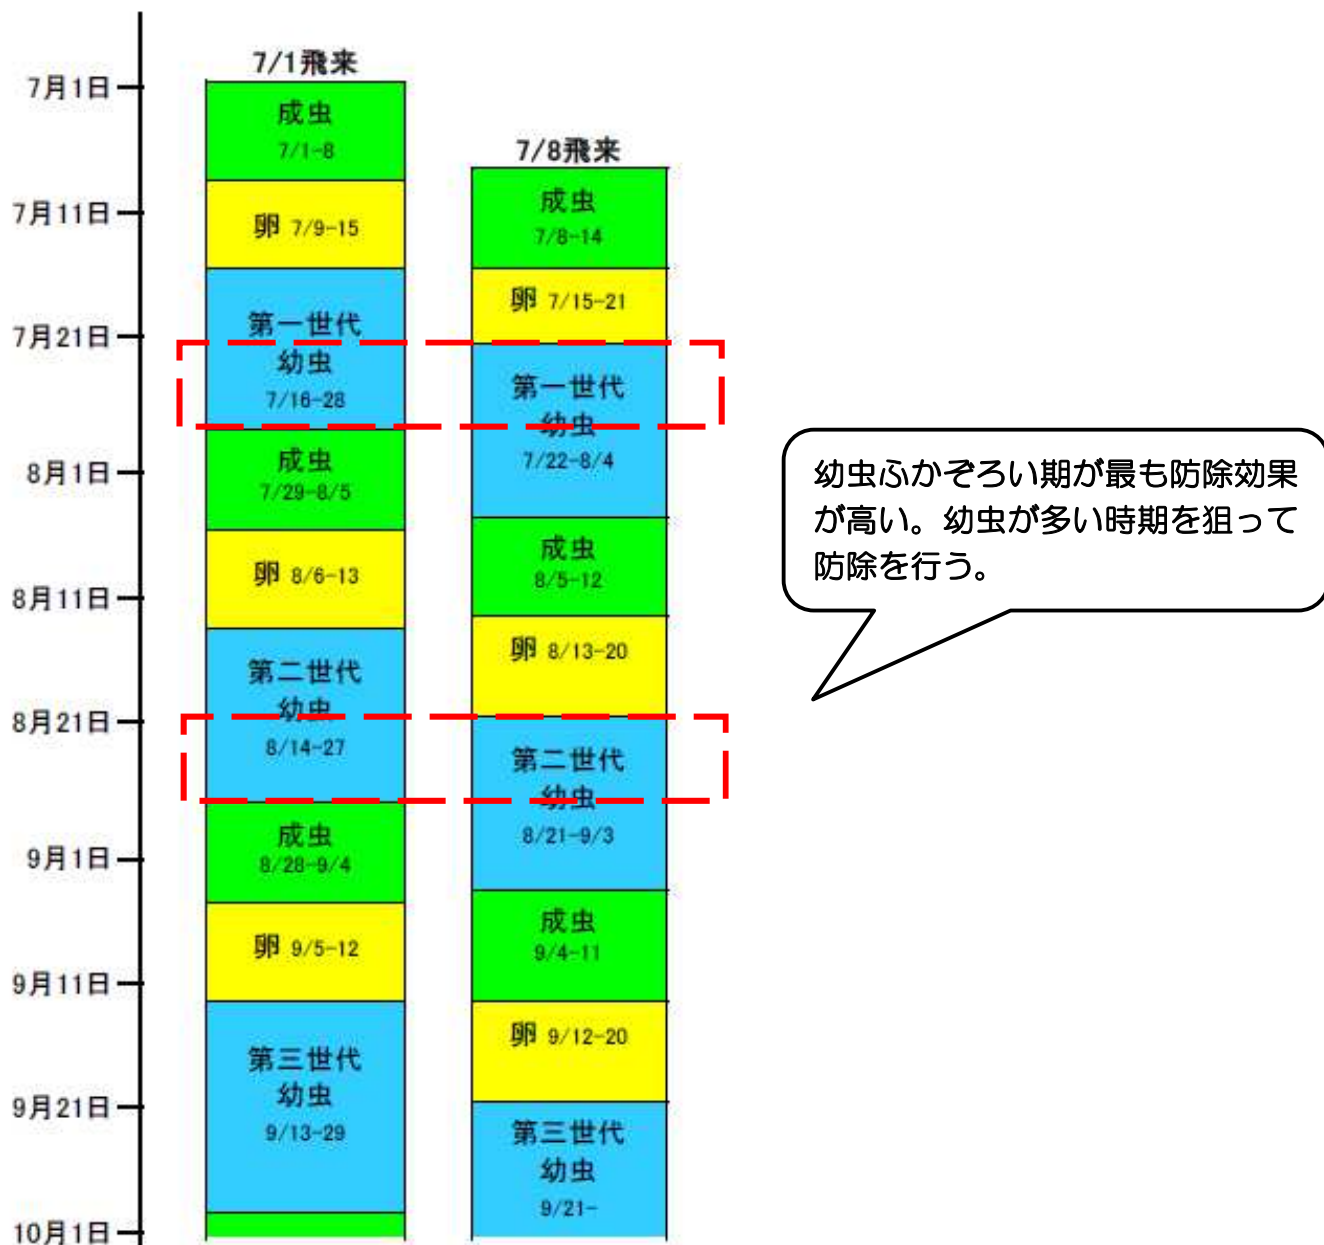 7月1日
7月11日
7月21日
8月1日
8月11日
8月21日
9月1日
9月11日
9月21日
10月1日
7/1飛来
成虫
7/1-8
卵 7/9-15
第一世代
幼虫
7/16-28
成虫
7/29-8/5
卵 8/6-13
第二世代
幼虫
8/14-27
成虫
8/28-9/4
卵 9/5-12
第三世代
幼虫
9/13-29
7/8飛来
成虫
7/8-14
卵 7/15-21
第一世代
幼虫
7/22-8/4
成虫
8/5-12
卵 8/13-20
第二世代
幼虫
8/21-9/3
成虫
9/4-11
卵 9/12-20
第三世代
幼虫
9/21-
幼虫ふかぞろい期が最も防除効果
が高い。幼虫が多い時期を狙って
防除を行う。